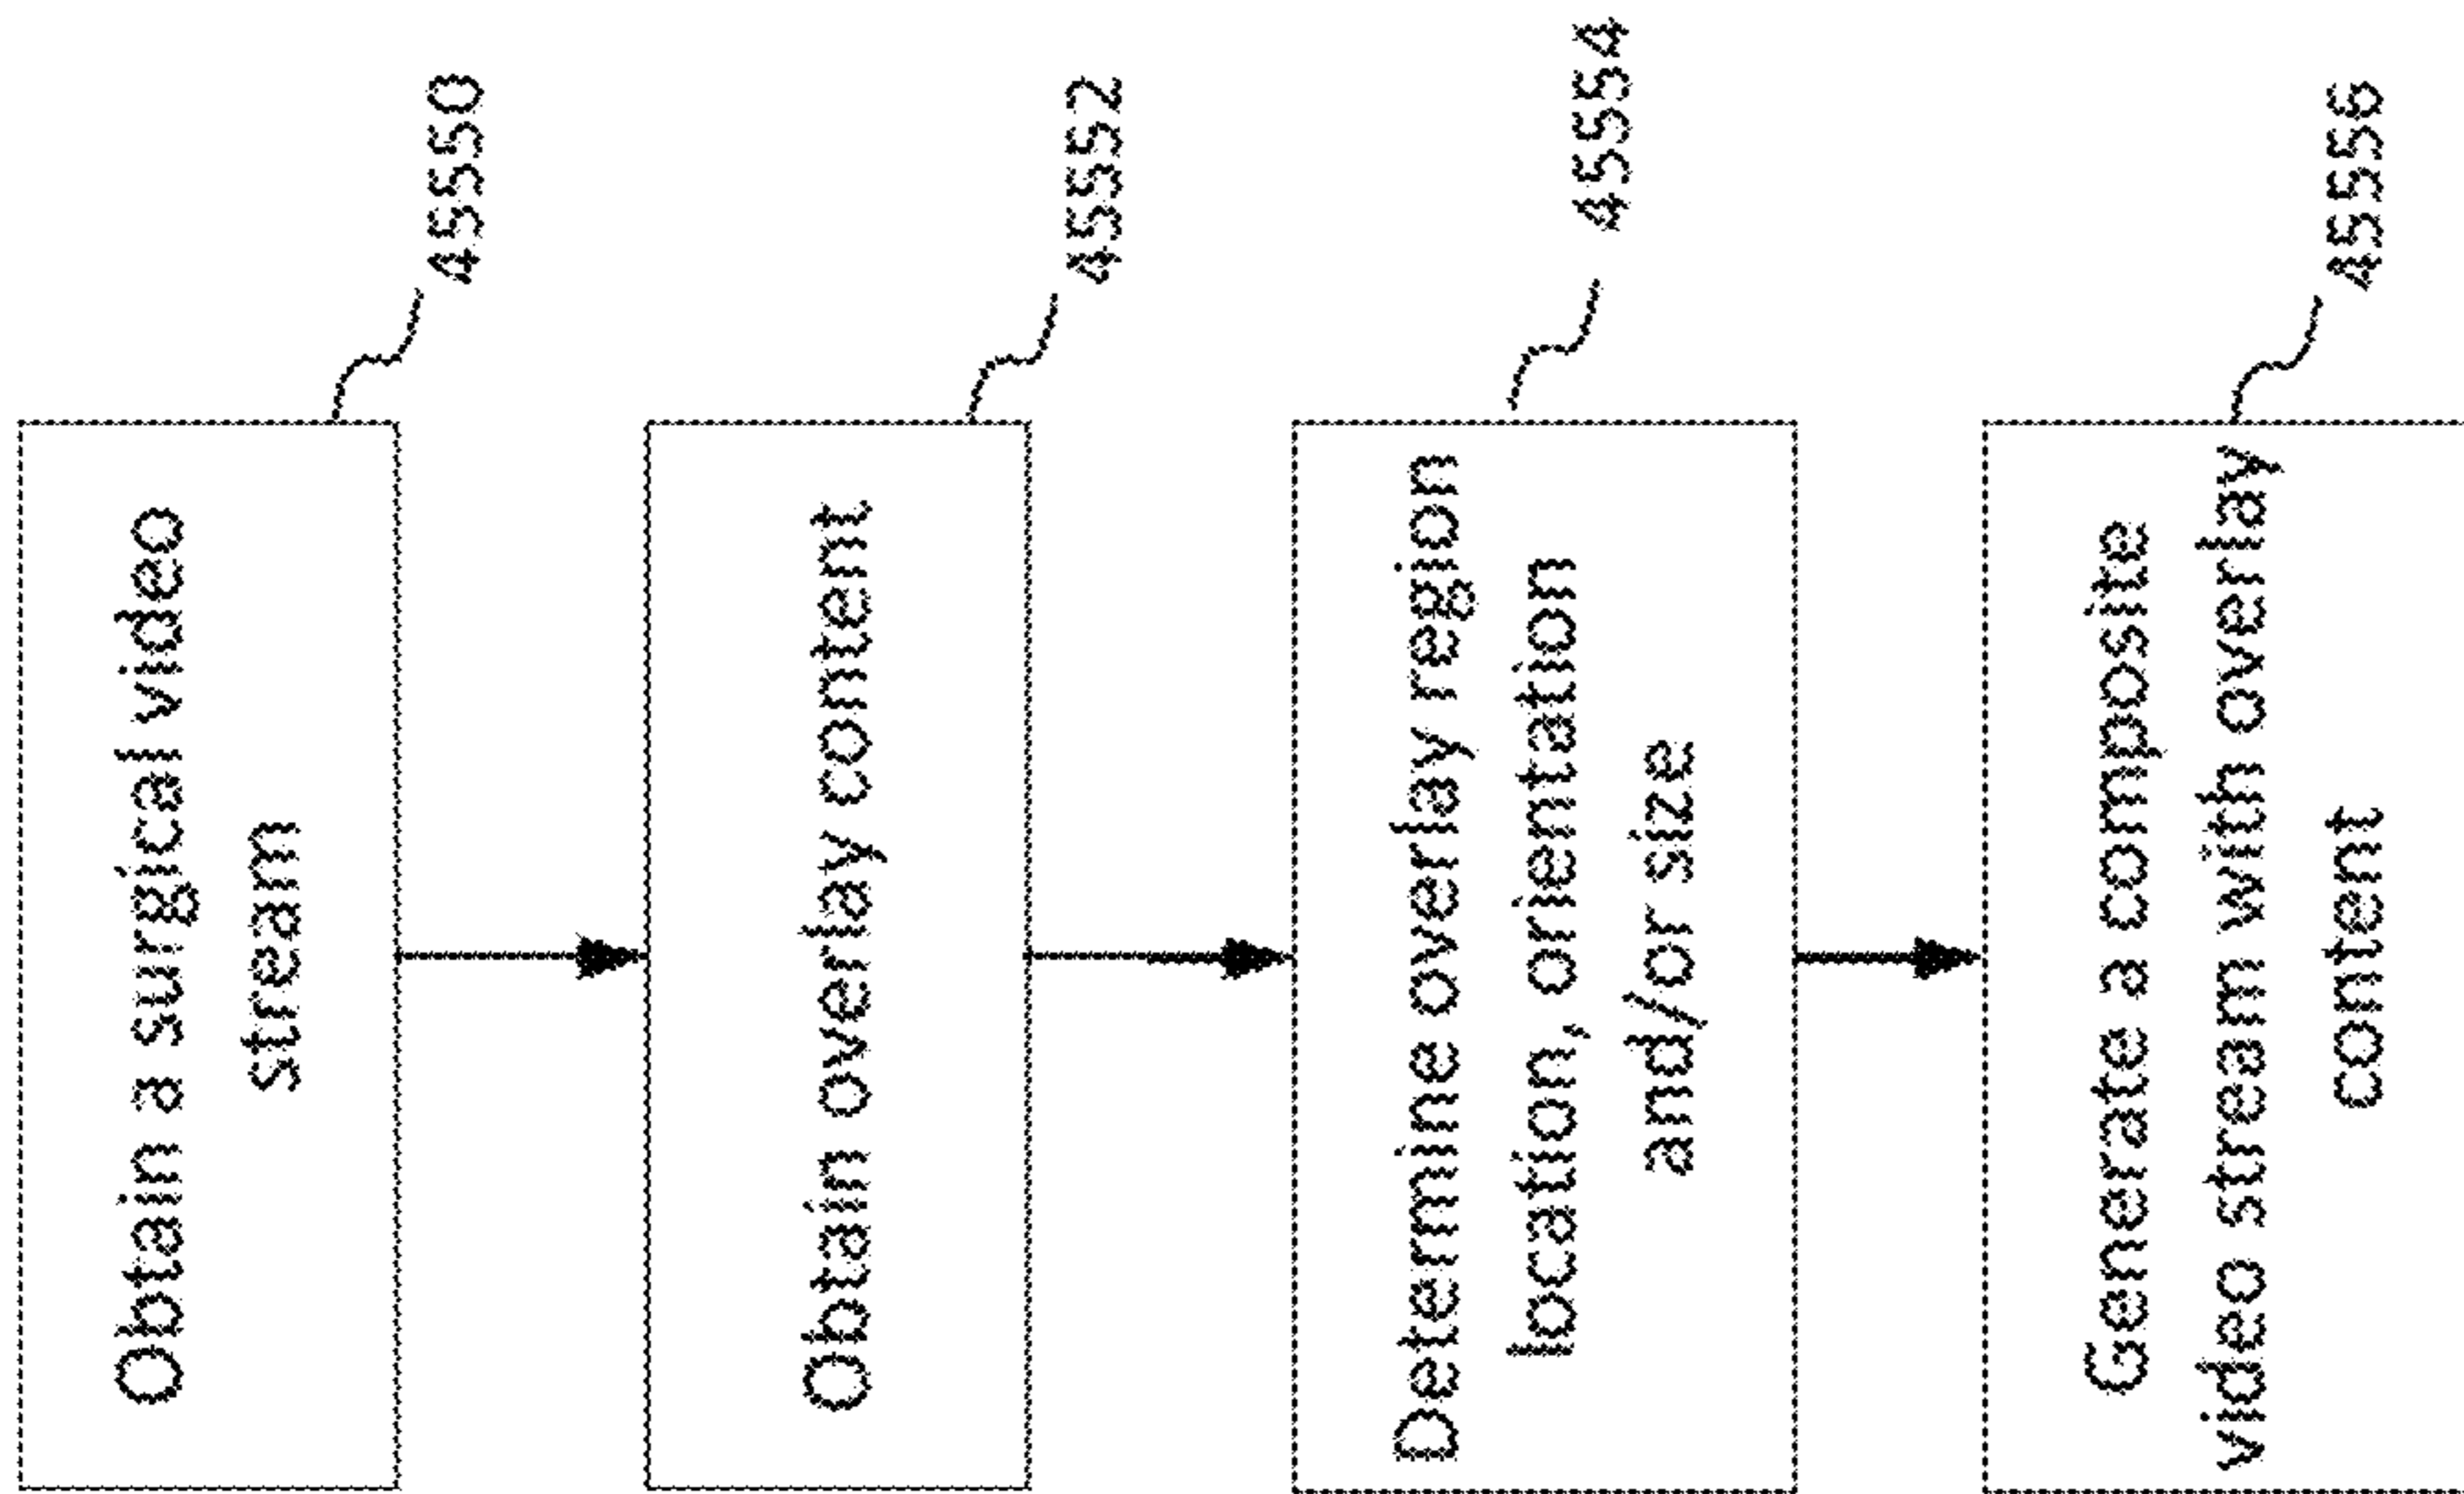 Obtain a surgical video
stream
45550
Obtain overlay content
45552
Determine overlay region
location, orientation
and/or size
45554
Generate a composite
video stream with overlay
content
45556